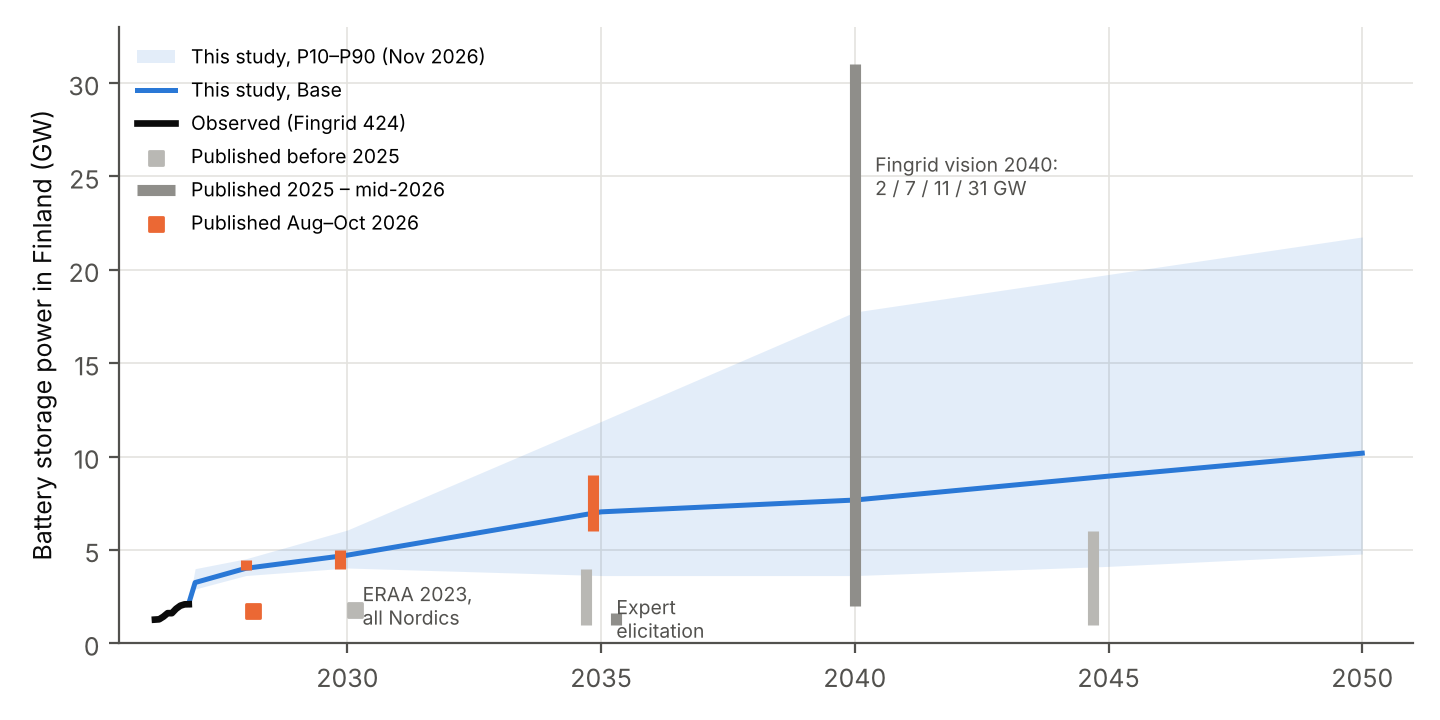 This study, P10–P90 (Nov 2026)
This study, Base
Observed (Fingrid 424)
Published before 2025
Published 2025 – mid-2026
Published Aug–Oct 2026
Battery storage power in Finland (GW)
30
25
20
15
10
5
0
Fingrid vision 2040:
2 / 7 / 11 / 31 GW
ERAA 2023,
all Nordics
Expert
elicitation
2030
2035
2040
2045
2050